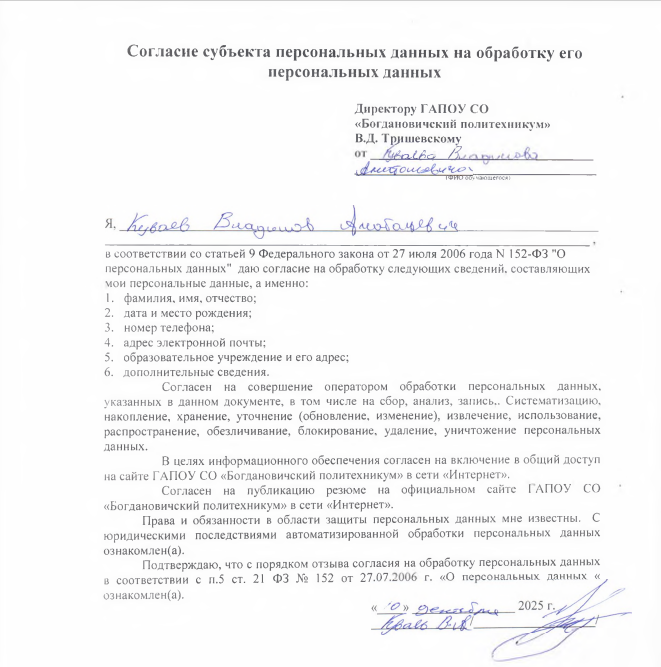 Согласие субъекта персональных данных на обработку его
персональных данных
Директору ГАПОУ СО
«Богдановичский политехникум»
В.Д. Тришевскому
от Куваева Владимова
(ФИО обучающегося)
Я, Куваев
в соответствии со статьей 9 Федерального закона от 27 июля 2006 года N 152-ФЗ "О
персональных данных" даю согласие на обработку следующих сведений, составляющих
мои персональные данные, а именно:
1. фамилия, имя, отчество;
2. дата и место рождения;
3. номер телефона;
4. адрес электронной почты;
5. образовательное учреждение и его адрес;
6. дополнительные сведения.
Согласен на совершение оператором обработки персональных данных,
указанных в данном документе, в том числе на сбор, анализ, запись,. Систематизацию,
накопление, хранение, уточнение (обновление, изменение), извлечение, использование,
распространение, обезличивание, блокирование, удаление, уничтожение персональных
данных.
В целях информационного обеспечения согласен на включение в общий доступ
на сайте ГАПОУ СО «Богдановичский политехникум» в сети «Интернет».
Согласен на публикацию резюме на официальном сайте ГАПОУ СО
«Богдановичский политехникум» в сети «Интернет».
Права и обязанности в области защиты персональных данных мне известны. С
юридическими последствиями автоматизированной обработки персональных данных
ознакомлен(а).
Подтверждаю, что с порядком отзыва согласия на обработку персональных данных
в соответствии с п.5 ст. 21 ФЗ № 152 от 27.07.2006 г. «О персональных данных «
ознакомлен(а).
«10» декабря 2025 г.